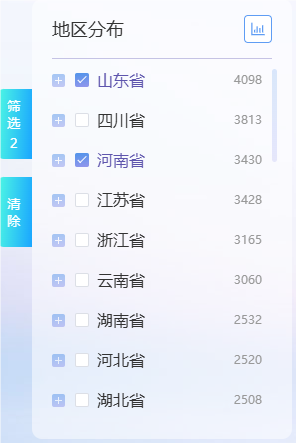 地区分布
山东省 4098
四川省 3813
河南省 3430
江苏省 3428
浙江省 3165
云南省 3060
湖南省 2532
河北省 2520
湖北省 2508
筛选2
清除